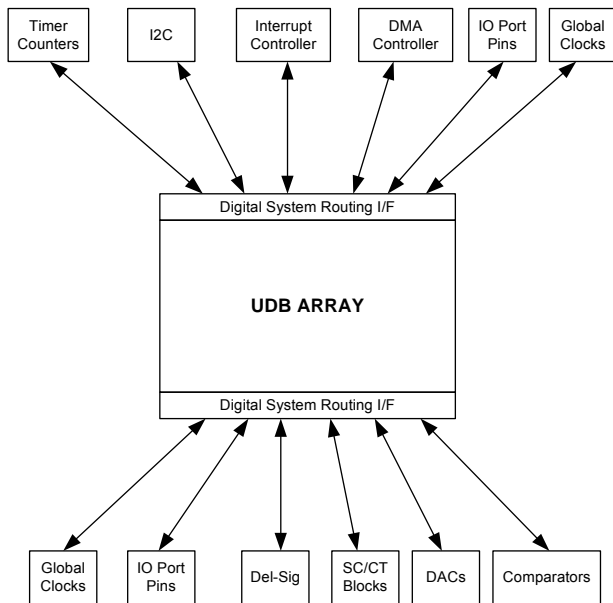 Timer
Counters
I2C
Interrupt
Controller
DMA
Controller
IO Port
Pins
Global
Clocks
Digital System Routing I/F
UDB ARRAY
Digital System Routing I/F
Global
Clocks
IO Port
Pins
Del-Sig
SC/CT
Blocks
DACs
Comparators